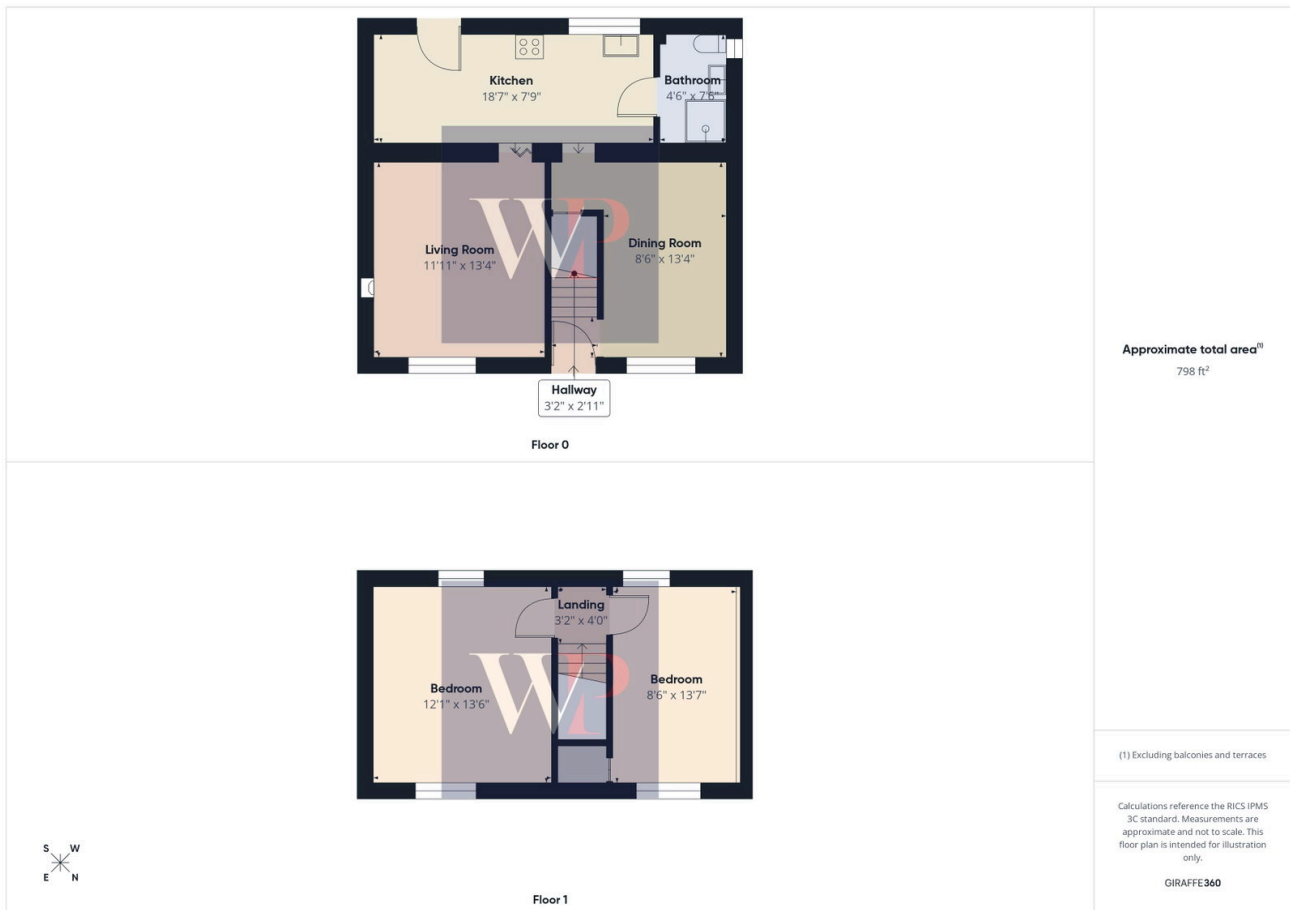 Kitchen
18'7" x 7'9"
Bathroom
4'6" x 7'6"
Living Room
11'11" x 13'4"
Dining Room
8'6" x 13'4"
WP
Hallway
3'2" x 2'11"
Floor 0
Approximate total area(1)
798 ft²
Landing
3'2" x 4'0"
Bedroom
12'1" x 13'6"
Bedroom
8'6" x 13'7"
WP
S W
E N
Floor 1
(1) Excluding balconies and terraces
Calculations reference the RICS IPMS
3C standard. Measurements are
approximate and not to scale. This
floor plan is intended for illustration
only.
GIRAFFE360